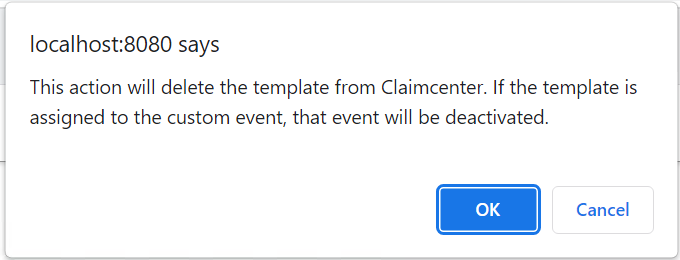 localhost:8080 says
This action will delete the template from Claimcenter. If the template is
assigned to the custom event, that event will be deactivated.
OK
Cancel